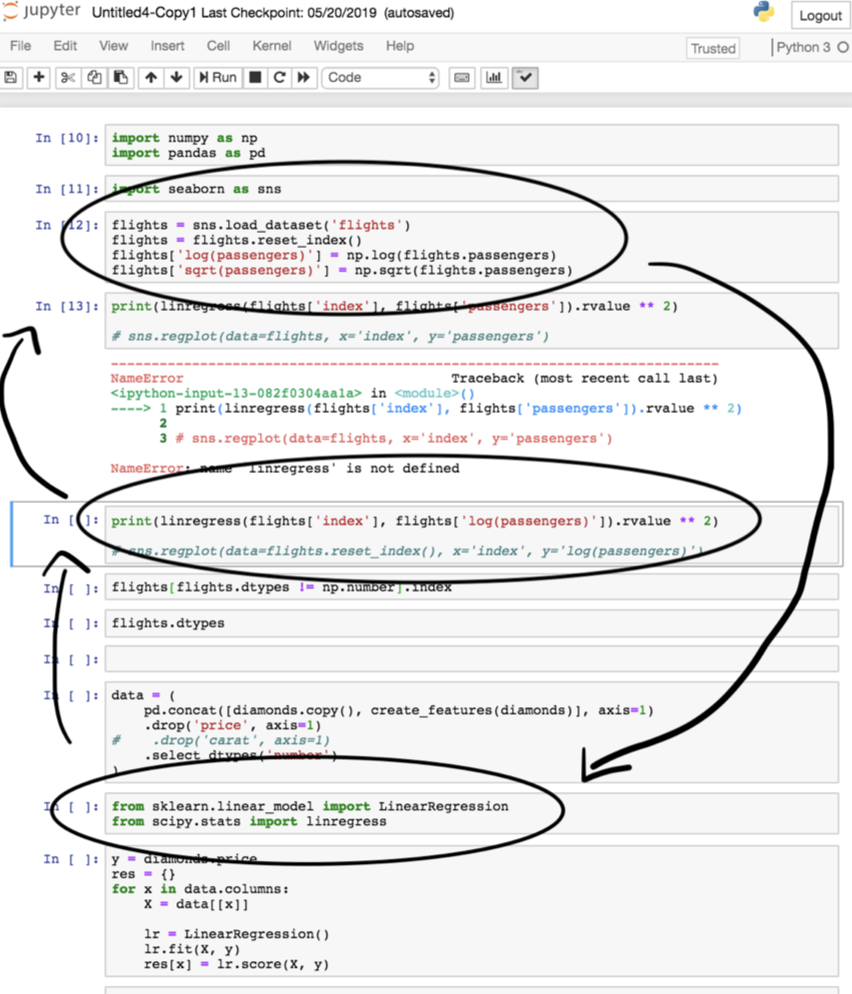 jupyter Untitled4-Copy1 Last Checkpoint: 05/20/2019 (autosaved)
Logout
File Edit View Insert Cell Kernel Widgets Help
Trusted
Python 3
Run
Code
In [10]: import numpy as np
import pandas as pd
In [11]: import seaborn as sns
In [12]: flights = sns.load_dataset('flights')
flights = flights.reset_index()
flights['log(passengers)'] = np.log(flights.passengers)
flights['sqrt(passengers)'] = np.sqrt(flights.passengers)
In [13]: print(linregress(flights['index'], flights['passengers']).rvalue ** 2)
# sns.regplot(data=flights, x='index', y='passengers')
---------------------------------------------------------------------------
NameError Traceback (most recent call last)
<ipython-input-13-082f0304aa1a> in <module>()
----> 1 print(linregress(flights['index'], flights['passengers']).rvalue ** 2)
2
3 # sns.regplot(data=flights, x='index', y='passengers')
NameError: name 'linregress' is not defined
In [ ]: print(linregress(flights['index'], flights['log(passengers)']).rvalue ** 2)
# sns.regplot(data=flights.reset_index(), x='index', y='log(passengers)')
In [ ]: flights[flights.dtypes != np.number].index
In [ ]: flights.dtypes
In [ ]:
In [ ]: data = (
pd.concat([diamonds.copy(), create_features(diamonds)], axis=1)
.drop('price', axis=1)
# .drop('carat', axis=1)
.select_dtypes('number')
)
In [ ]: from sklearn.linear_model import LinearRegression
from scipy.stats import linregress
In [ ]: y = diamonds.price
res = {}
for x in data.columns:
X = data[[x]]
lr = LinearRegression()
lr.fit(X, y)
res[x] = lr.score(X, y)